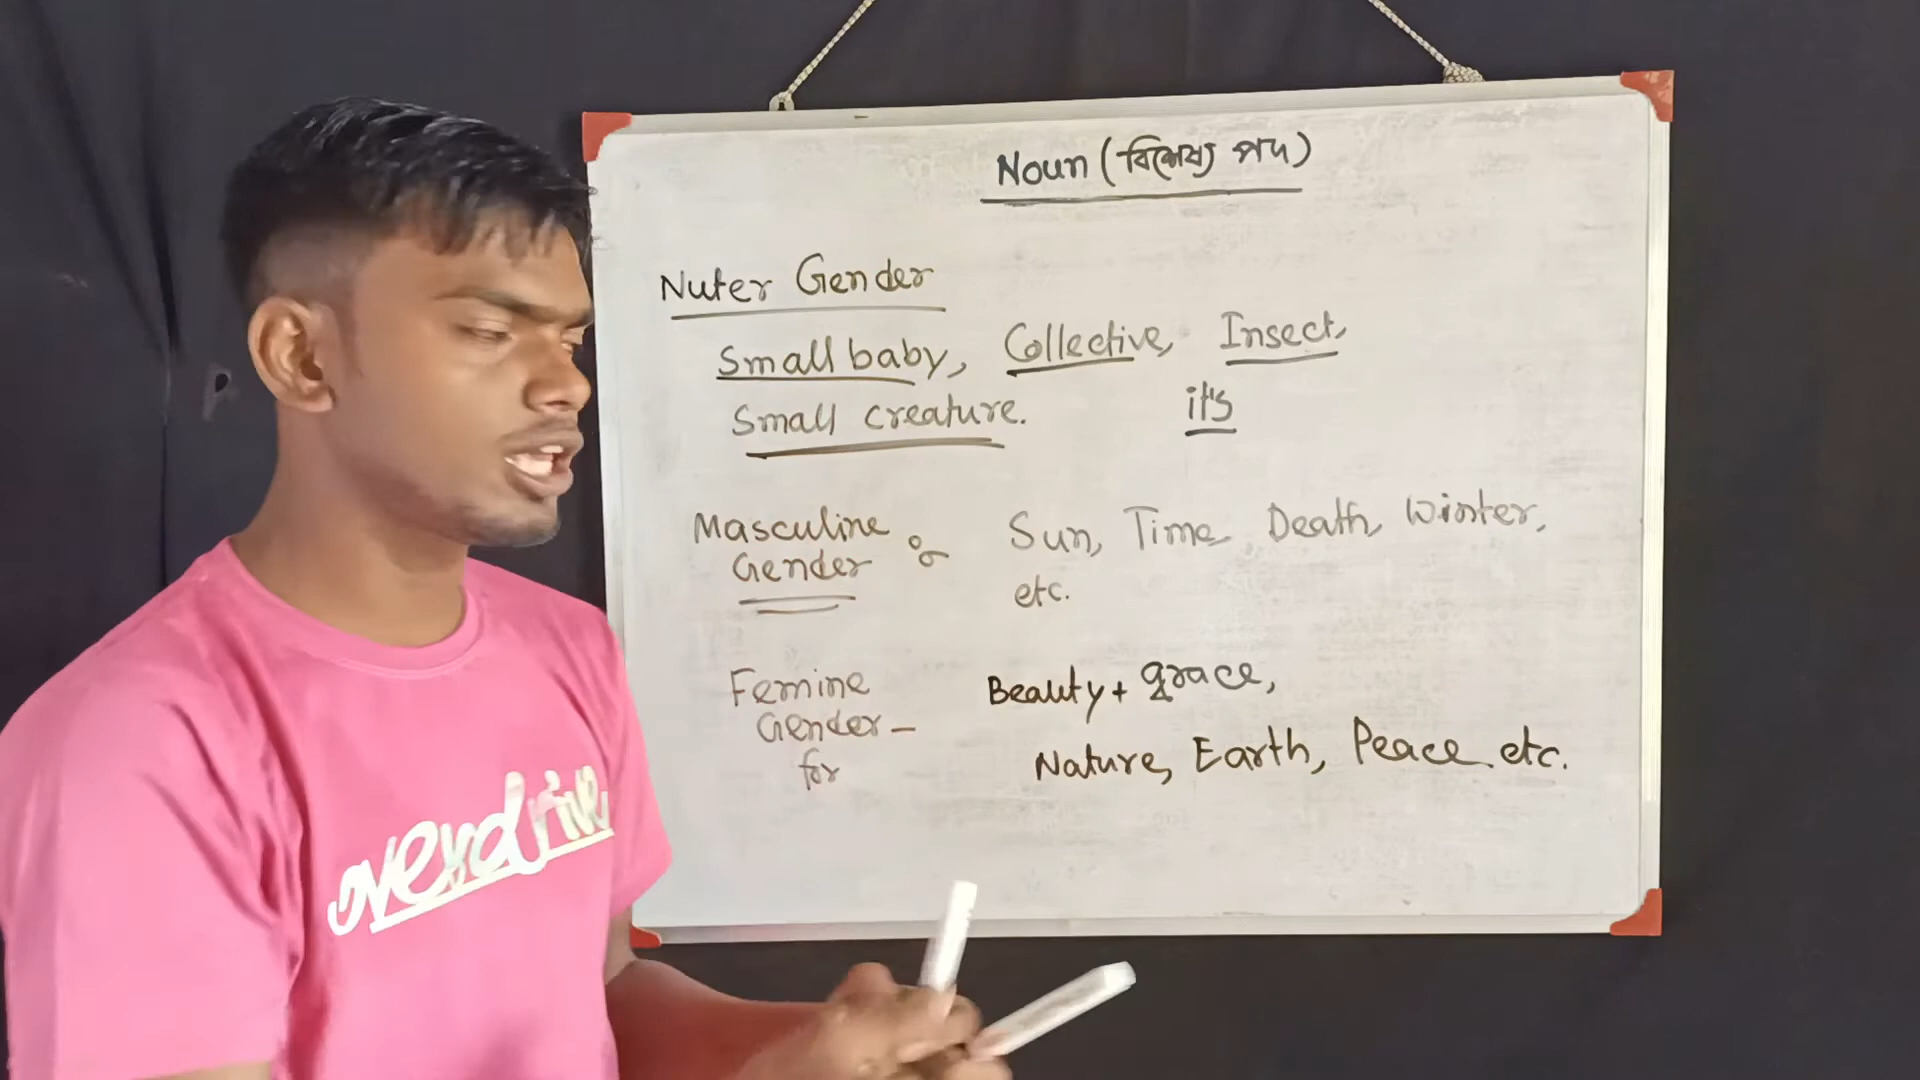 Noun (বিশেষ্য পদ)
Nuter Gender
Small baby, Collective, Insect,
Small creature. it's
Masculine Gender : Sun, Time, Death, Winter, etc.
Femine Gender - for Beauty + grace,
Nature, Earth, Peace etc.
overdrive